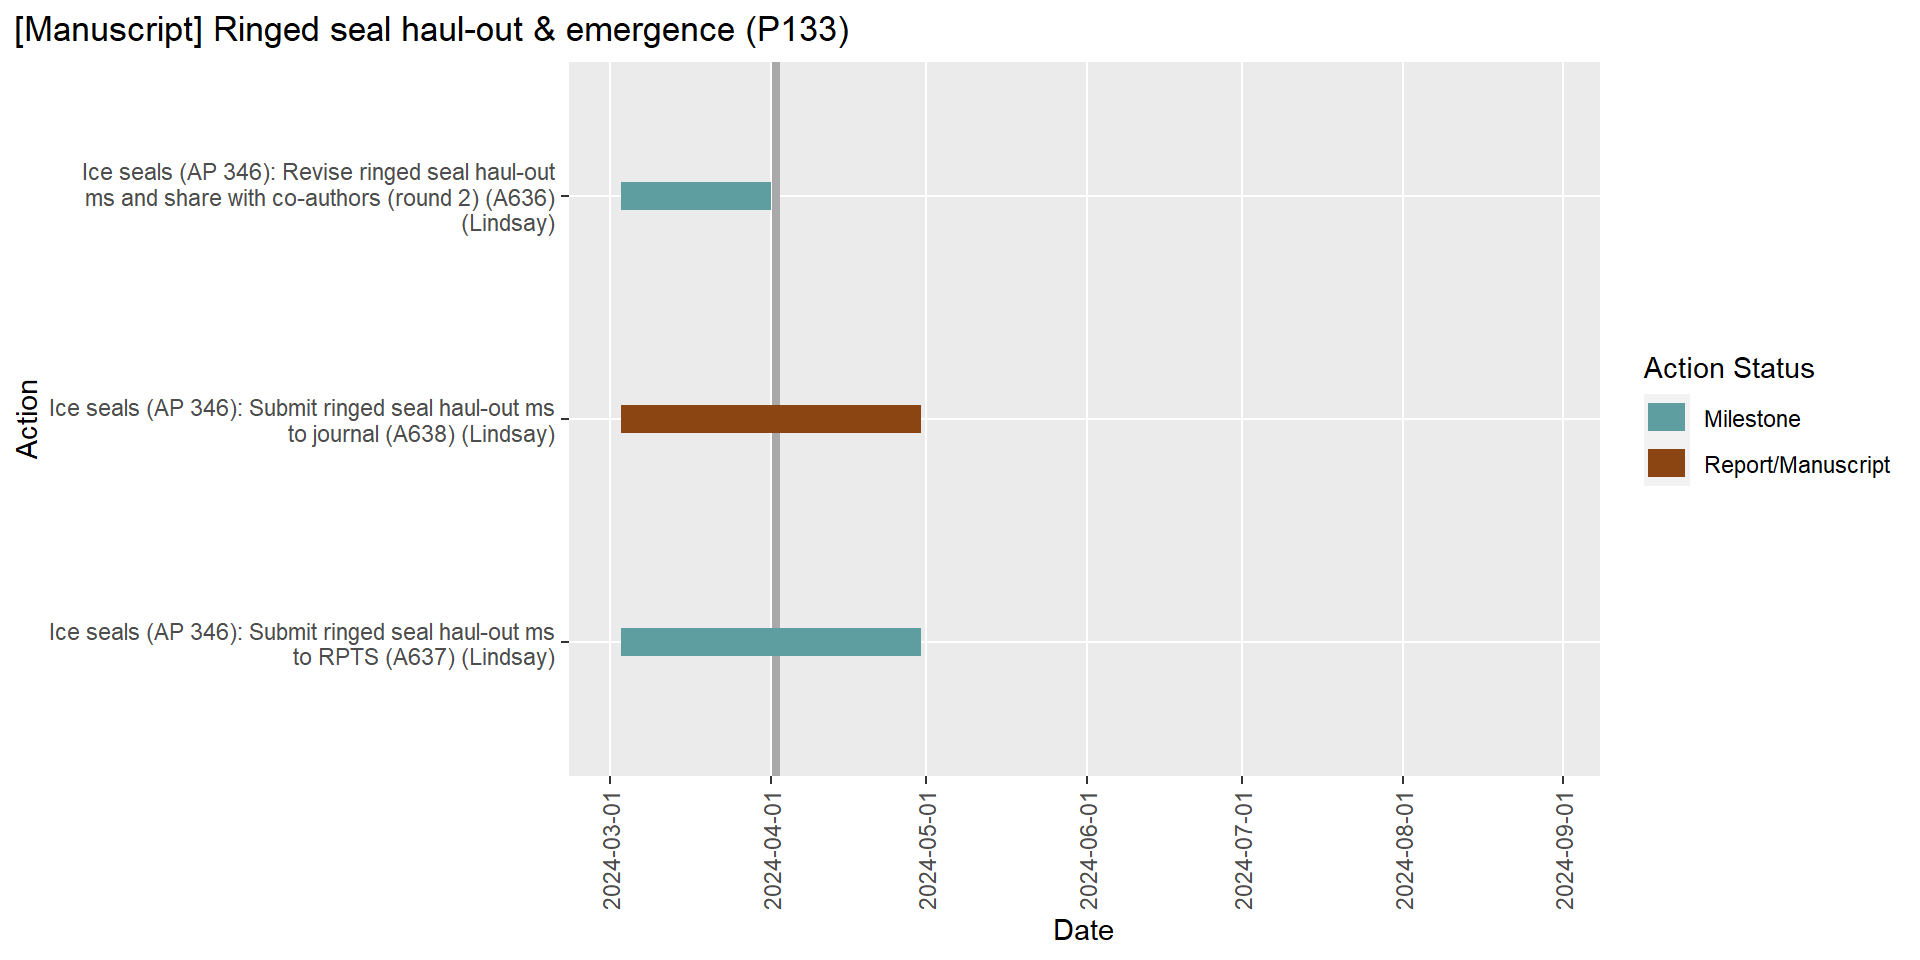 [Manuscript] Ringed seal haul-out & emergence (P133)
Ice seals (AP 346): Revise ringed seal haul-out
ms and share with co-authors (round 2) (A636)
(Lindsay)
Ice seals (AP 346): Submit ringed seal haul-out ms
to journal (A638) (Lindsay)
Ice seals (AP 346): Submit ringed seal haul-out ms
to RPTS (A637) (Lindsay)
Action
2024-03-01
2024-04-01
2024-05-01
2024-06-01
2024-07-01
2024-08-01
2024-09-01
Date
Action Status
Milestone
Report/Manuscript